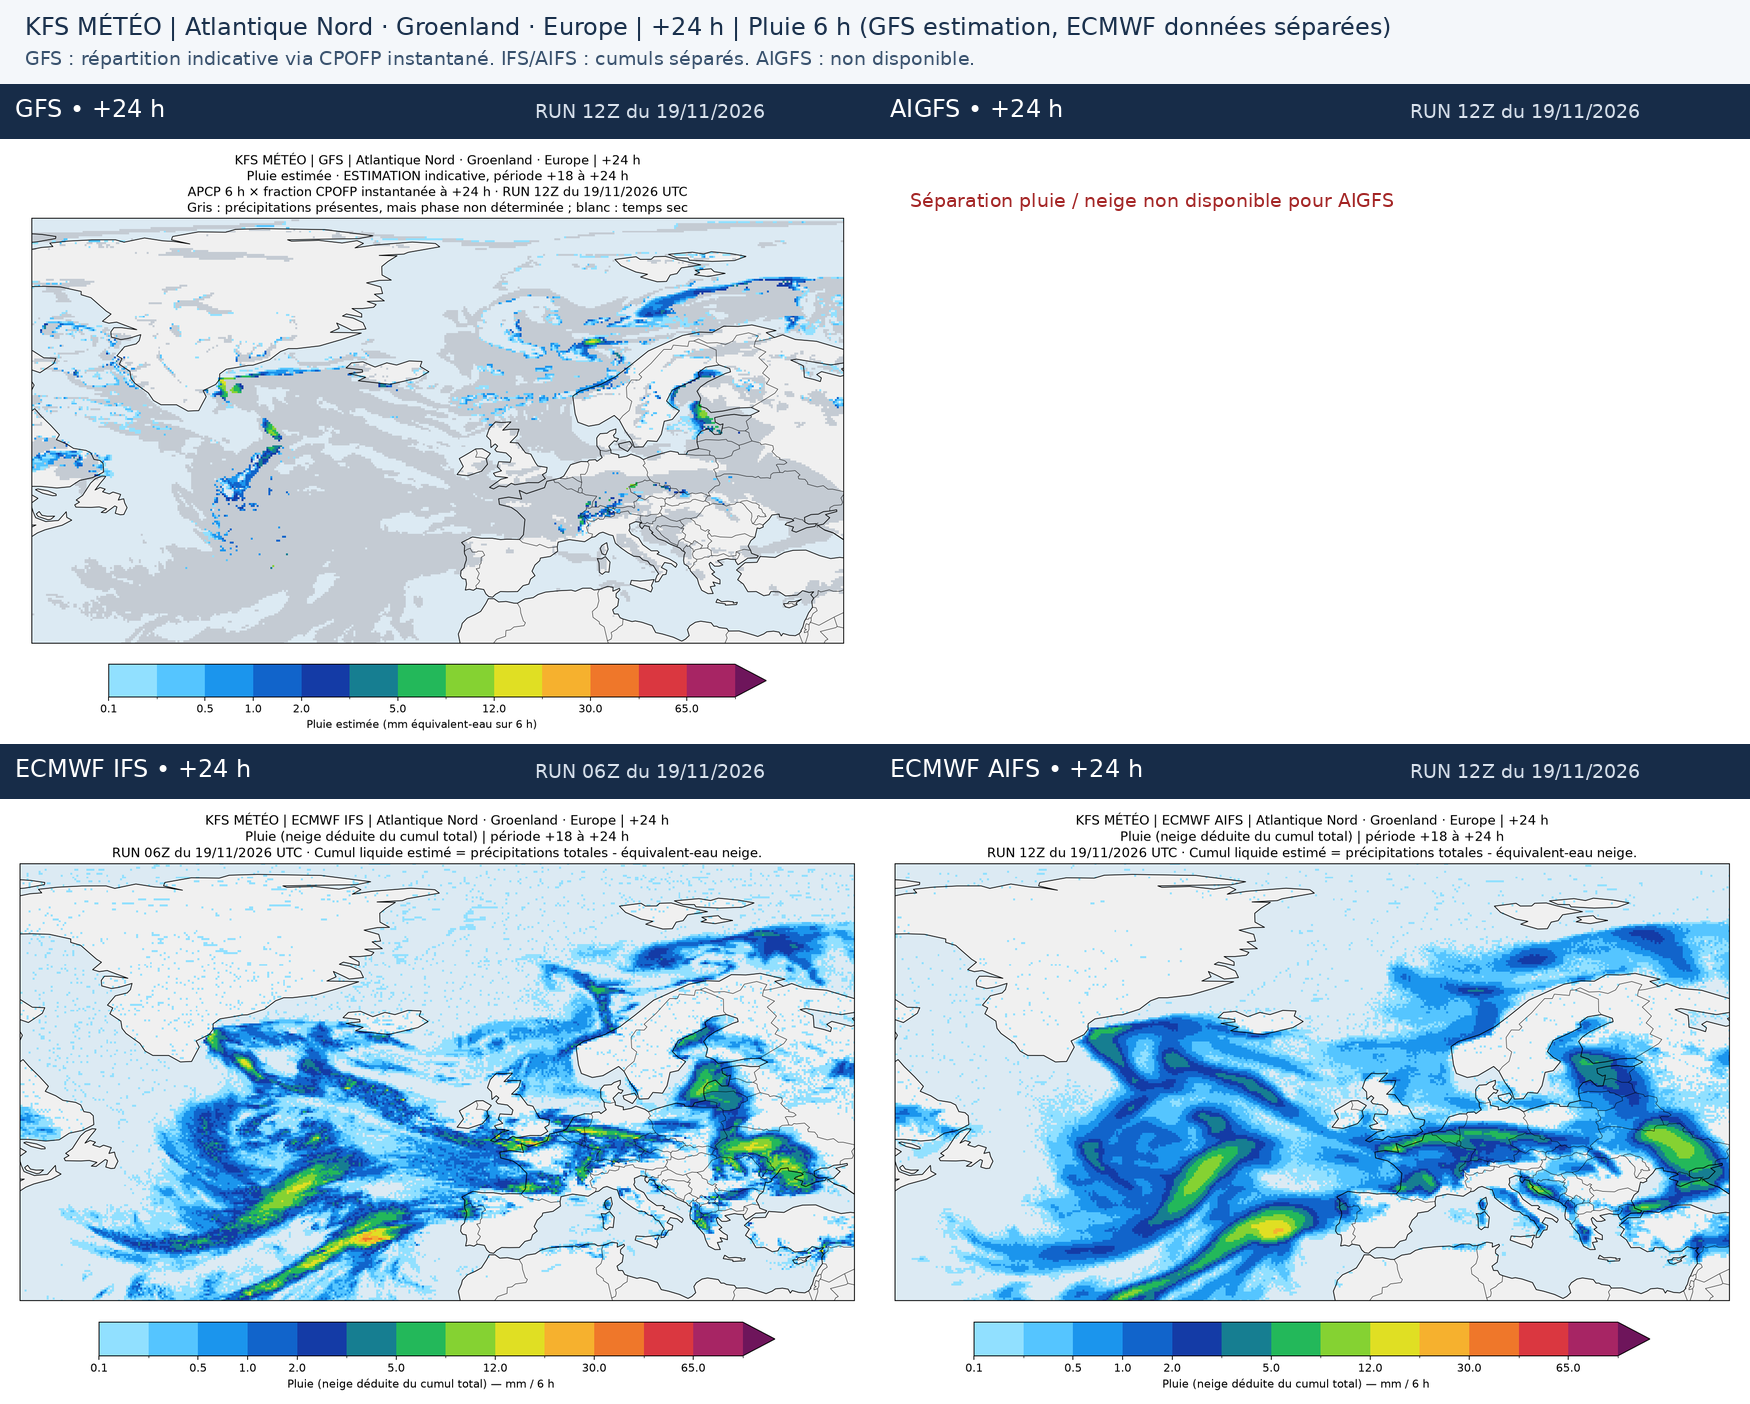 KFS MÉTÉO | Atlantique Nord · Groenland · Europe | +24 h | Pluie 6 h (GFS estimation, ECMWF données séparées)
GFS : répartition indicative via CPOFP instantané. IFS/AIFS : cumuls séparés. AIGFS : non disponible.
GFS • +24 h
RUN 12Z du 19/11/2026
AIGFS • +24 h
RUN 12Z du 19/11/2026
KFS MÉTÉO | GFS | Atlantique Nord · Groenland · Europe | +24 h
Pluie estimée · ESTIMATION indicative, période +18 à +24 h
APCP 6 h × fraction CPOFP instantanée à +24 h · RUN 12Z du 19/11/2026 UTC
Gris : précipitations présentes, mais phase non déterminée ; blanc : temps sec
Séparation pluie / neige non disponible pour AIGFS
0.1 0.5 1.0 2.0 5.0 12.0 30.0 65.0
Pluie estimée (mm équivalent-eau sur 6 h)
ECMWF IFS • +24 h
RUN 06Z du 19/11/2026
ECMWF AIFS • +24 h
RUN 12Z du 19/11/2026
KFS MÉTÉO | ECMWF IFS | Atlantique Nord · Groenland · Europe | +24 h
Pluie (neige déduite du cumul total) | période +18 à +24 h
RUN 06Z du 19/11/2026 UTC · Cumul liquide estimé = précipitations totales - équivalent-eau neige.
0.1 0.5 1.0 2.0 5.0 12.0 30.0 65.0
Pluie (neige déduite du cumul total) — mm / 6 h
KFS MÉTÉO | ECMWF AIFS | Atlantique Nord · Groenland · Europe | +24 h
Pluie (neige déduite du cumul total) | période +18 à +24 h
RUN 12Z du 19/11/2026 UTC · Cumul liquide estimé = précipitations totales - équivalent-eau neige.
0.1 0.5 1.0 2.0 5.0 12.0 30.0 65.0
Pluie (neige déduite du cumul total) — mm / 6 h